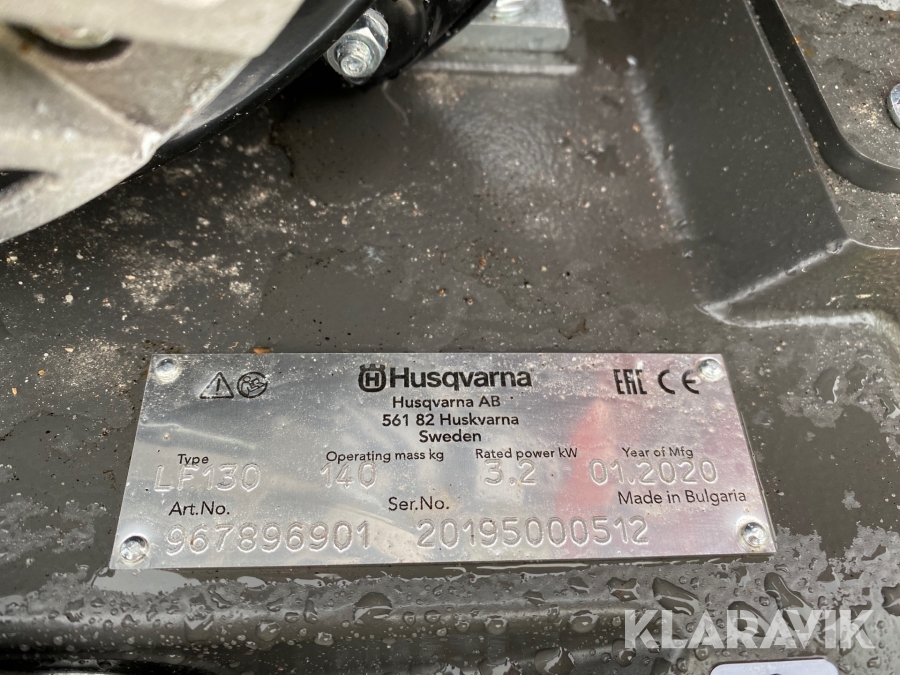 Husqvarna
EAC CE
Husqvarna AB
561 82 Huskvarna
Sweden
Type Operating mass kg Rated power kW Year of Mfg
LF130 140 3.2 01.2020
Art.No. Ser.No. Made in Bulgaria
967896901 20195000512
KLARAVIK